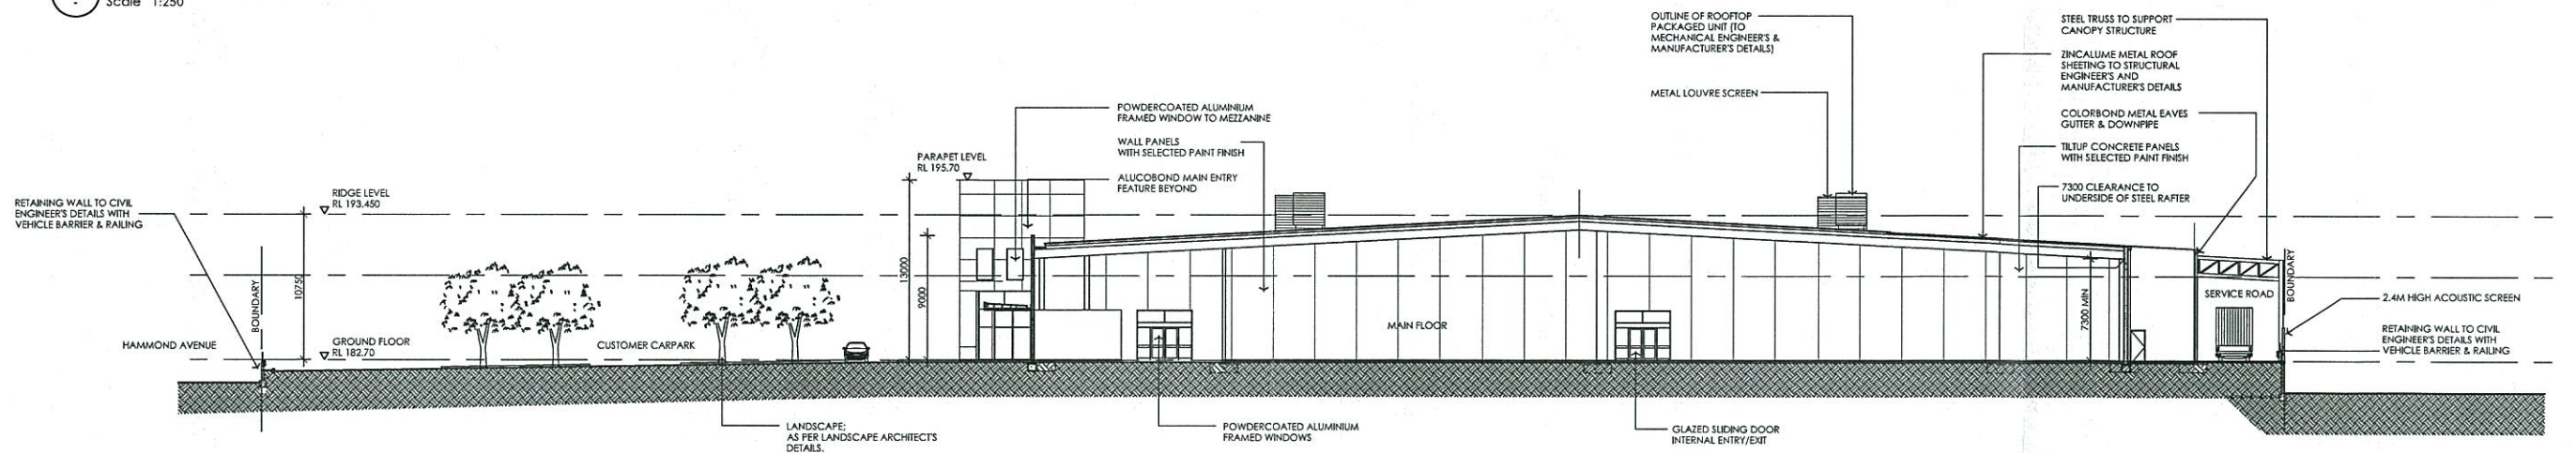 -
Scale 1:250
OUTLINE OF ROOFTOP
PACKAGED UNIT (TO
MECHANICAL ENGINEER'S &
MANUFACTURER'S DETAILS)
METAL LOUVRE SCREEN
STEEL TRUSS TO SUPPORT
CANOPY STRUCTURE
ZINCALUME METAL ROOF
SHEETING TO STRUCTURAL
ENGINEER'S AND
MANUFACTURER'S DETAILS
COLORBOND METAL EAVES
GUTTER & DOWNPIPE
TILTUP CONCRETE PANELS
WITH SELECTED PAINT FINISH
7300 CLEARANCE TO
UNDERSIDE OF STEEL RAFTER
POWDERCOATED ALUMINIUM
FRAMED WINDOW TO MEZZANINE
WALL PANELS
WITH SELECTED PAINT FINISH
ALUCOBOND MAIN ENTRY
FEATURE BEYOND
PARAPET LEVEL
RL 195.70
RIDGE LEVEL
RL 193.450
RETAINING WALL TO CIVIL
ENGINEER'S DETAILS WITH
VEHICLE BARRIER & RAILING
BOUNDARY
10750
13000
9000
7300 MIN
BOUNDARY
SERVICE ROAD
2.4M HIGH ACOUSTIC SCREEN
MAIN FLOOR
HAMMOND AVENUE
GROUND FLOOR
RL 182.70
CUSTOMER CARPARK
RETAINING WALL TO CIVIL
ENGINEER'S DETAILS WITH
VEHICLE BARRIER & RAILING
LANDSCAPE;
AS PER LANDSCAPE ARCHITECT'S
DETAILS.
POWDERCOATED ALUMINIUM
FRAMED WINDOWS
GLAZED SLIDING DOOR
INTERNAL ENTRY/EXIT